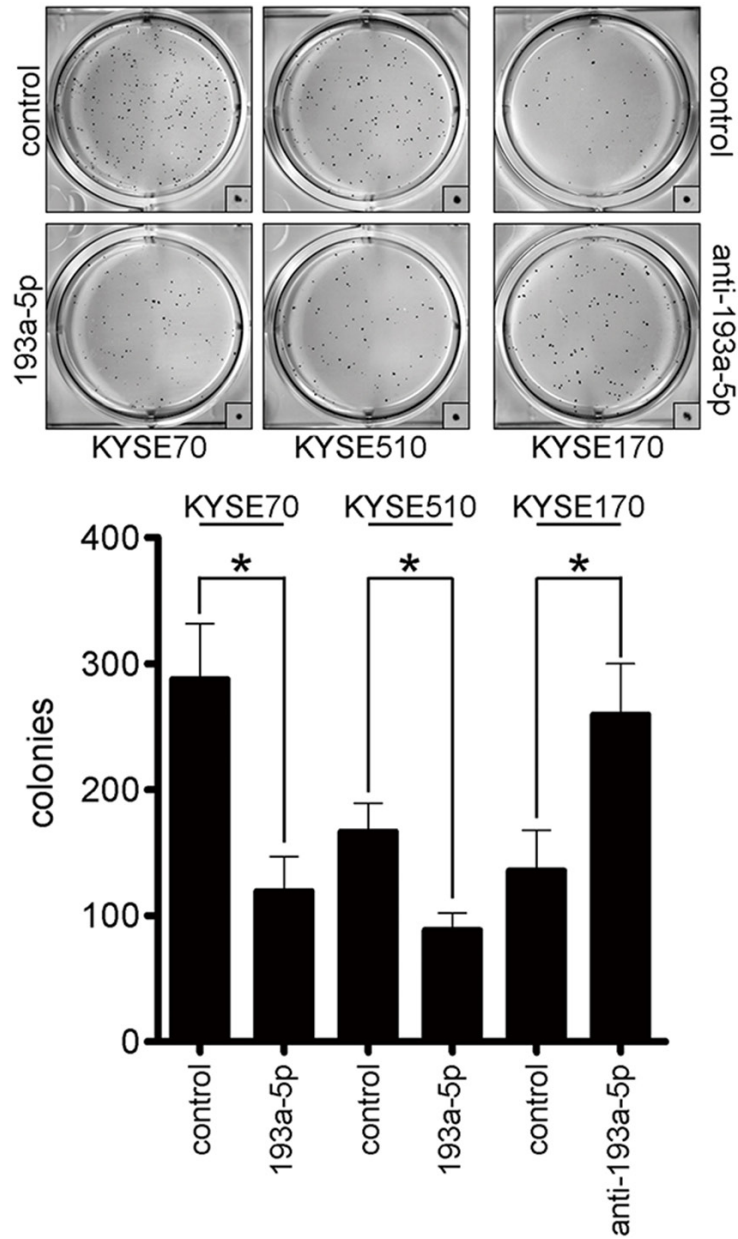 control
control
193a-5p
anti-193a-5p
KYSE70
KYSE510
KYSE170
KYSE70
KYSE510
KYSE170
*
*
*
400
300
200
100
0
colonies
control
193a-5p
control
193a-5p
control
anti-193a-5p